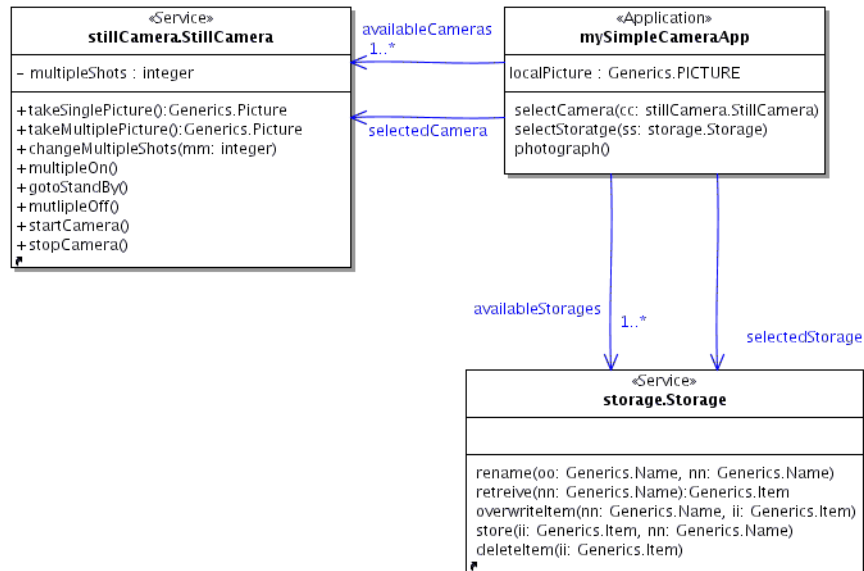 «Service»
stillCamera.StillCamera
- multipleShots : integer
+takeSinglePicture():Generics.Picture
+takeMultiplePicture():Generics.Picture
+changeMultipleShots(mm: integer)
+multipleOn()
+gotoStandBy()
+mutlipleOff()
+startCamera()
+stopCamera()
availableCameras
1..*
selectedCamera
«Application»
mySimpleCameraApp
localPicture : Generics.PICTURE
selectCamera(cc: stillCamera.StillCamera)
selectStoratge(ss: storage.Storage)
photograph()
availableStorages
1..*
selectedStorage
«Service»
storage.Storage
rename(oo: Generics.Name, nn: Generics.Name)
retreive(nn: Generics.Name):Generics.Item
overwriteItem(nn: Generics.Name, ii: Generics.Item)
store(ii: Generics.Item, nn: Generics.Name)
deleteItem(ii: Generics.Item)